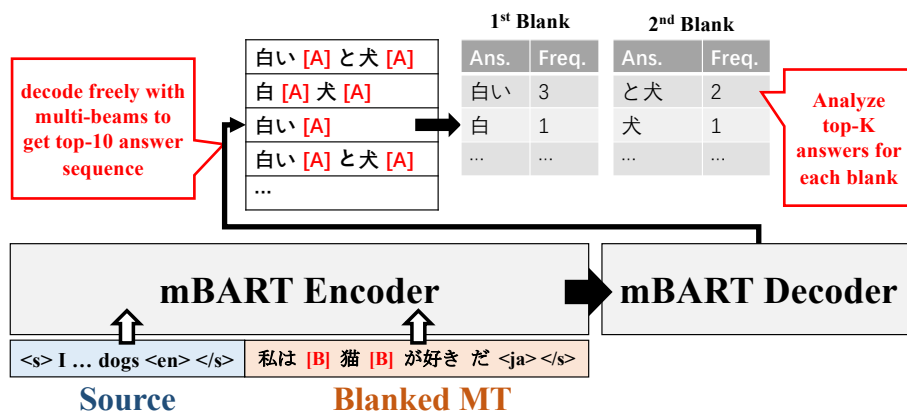 decode freely with
multi-beams to
get top-10 answer
sequence
白い [A] と犬 [A]
白 [A] 犬 [A]
白い [A]
白い [A] と犬 [A]
...
1st Blank
Ans. Freq.
白い 3
白 1
... ...
2nd Blank
Ans. Freq.
と犬 2
犬 1
... ...
Analyze
top-K
answers for
each blank
mBART Encoder
mBART Decoder
<s> I ... dogs <en> </s>
私は [B] 猫 [B] が好き だ <ja> </s>
Source
Blanked MT